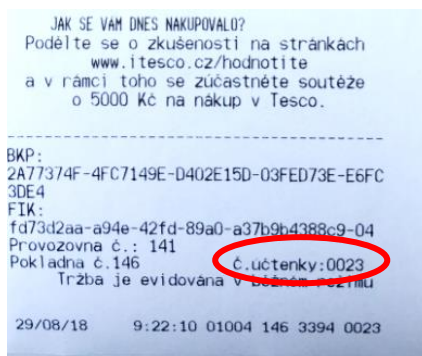 JAK SE VÁM DNES NAKUPOVALO?
Podělte se o zkušenosti na stránkách
www.itesco.cz/hodnotite
a v rámci toho se zúčastněte soutěže
o 5000 Kč na nákup v Tesco.
BKP:
2A77374F-4FC7149E-D402E15D-03FED73E-E6FC
3DE4
FIK:
fd73d2aa-a94e-42fd-89a0-a37b9b4388c9-04
Provozovna č.: 141
Pokladna č.146 č.účtenky:0023
Tržba je evidována v běžném režimu
29/08/18 9:22:10 01004 146 3394 0023